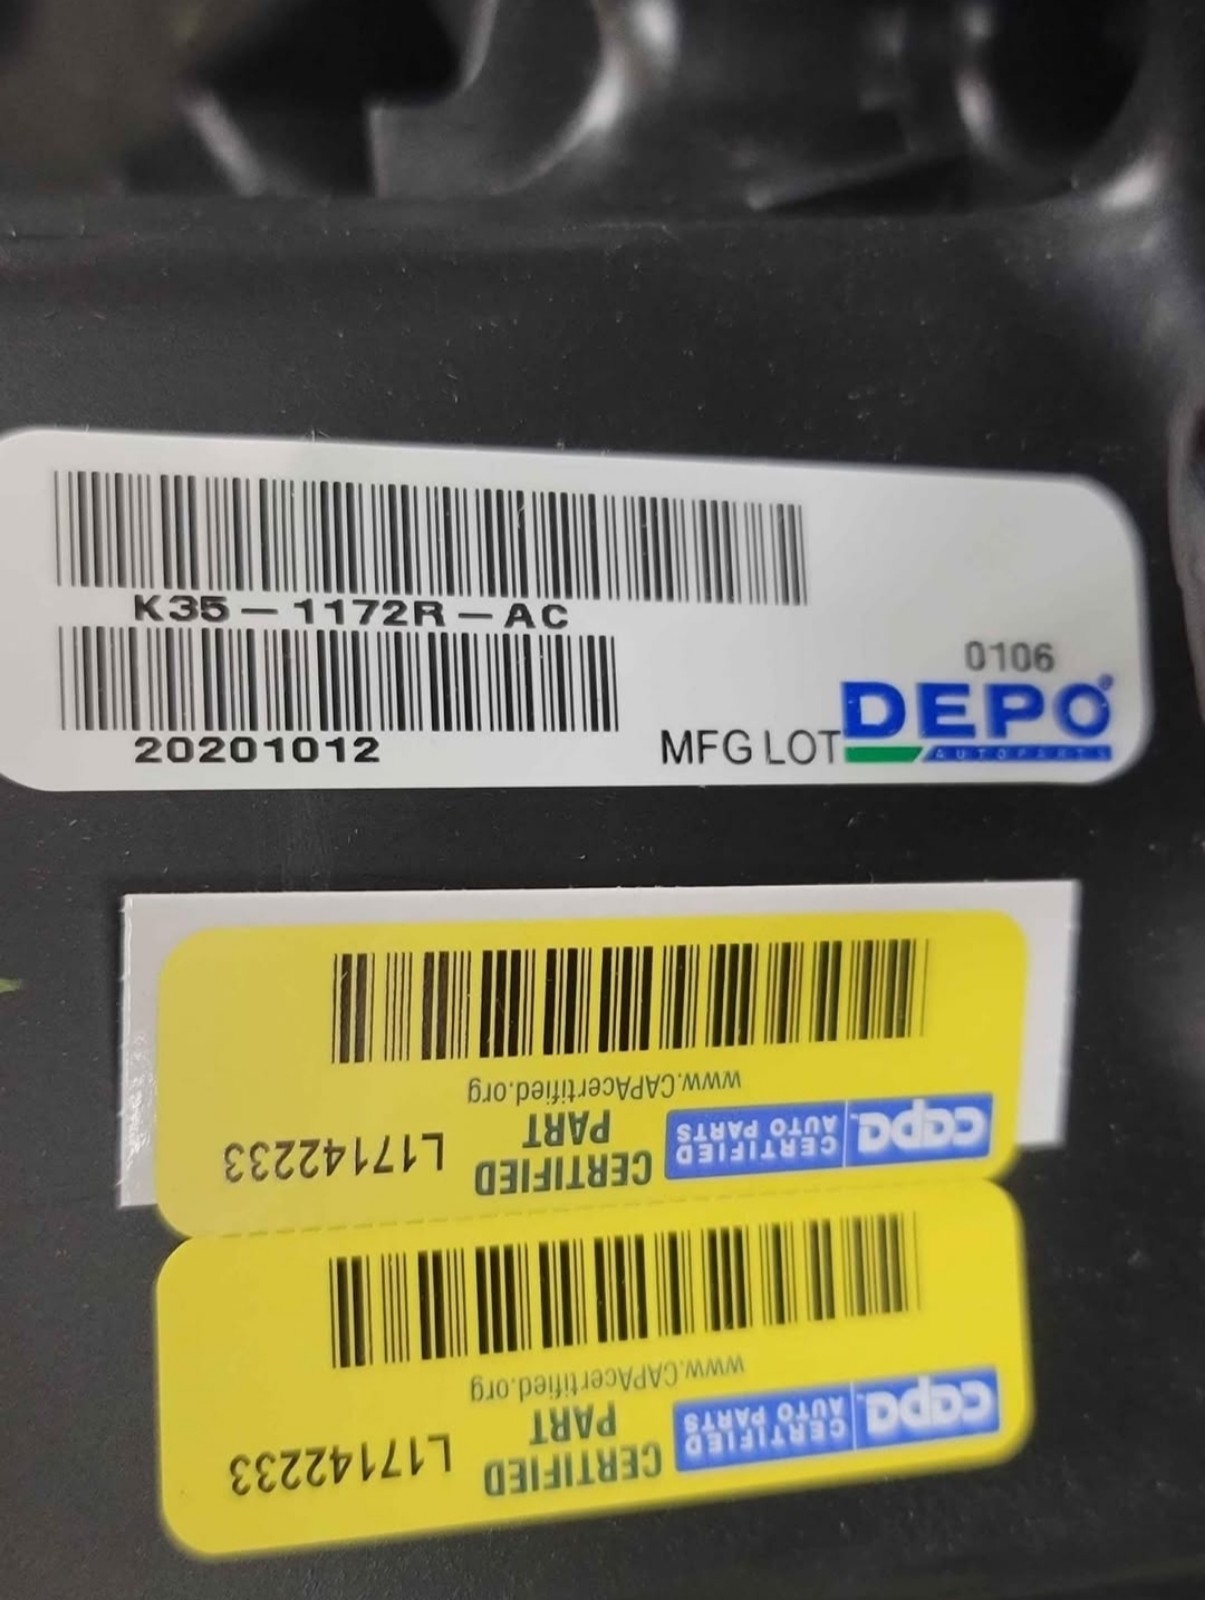 K35-1172R-AC
20201012
0106
MFG LOT
DEPO®
AUTOPARTS
www.CAPAcertified.org
capa
CERTIFIED
AUTO PARTS
CERTIFIED
PART
L17142233
www.CAPAcertified.org
capa
CERTIFIED
AUTO PARTS
CERTIFIED
PART
L17142233